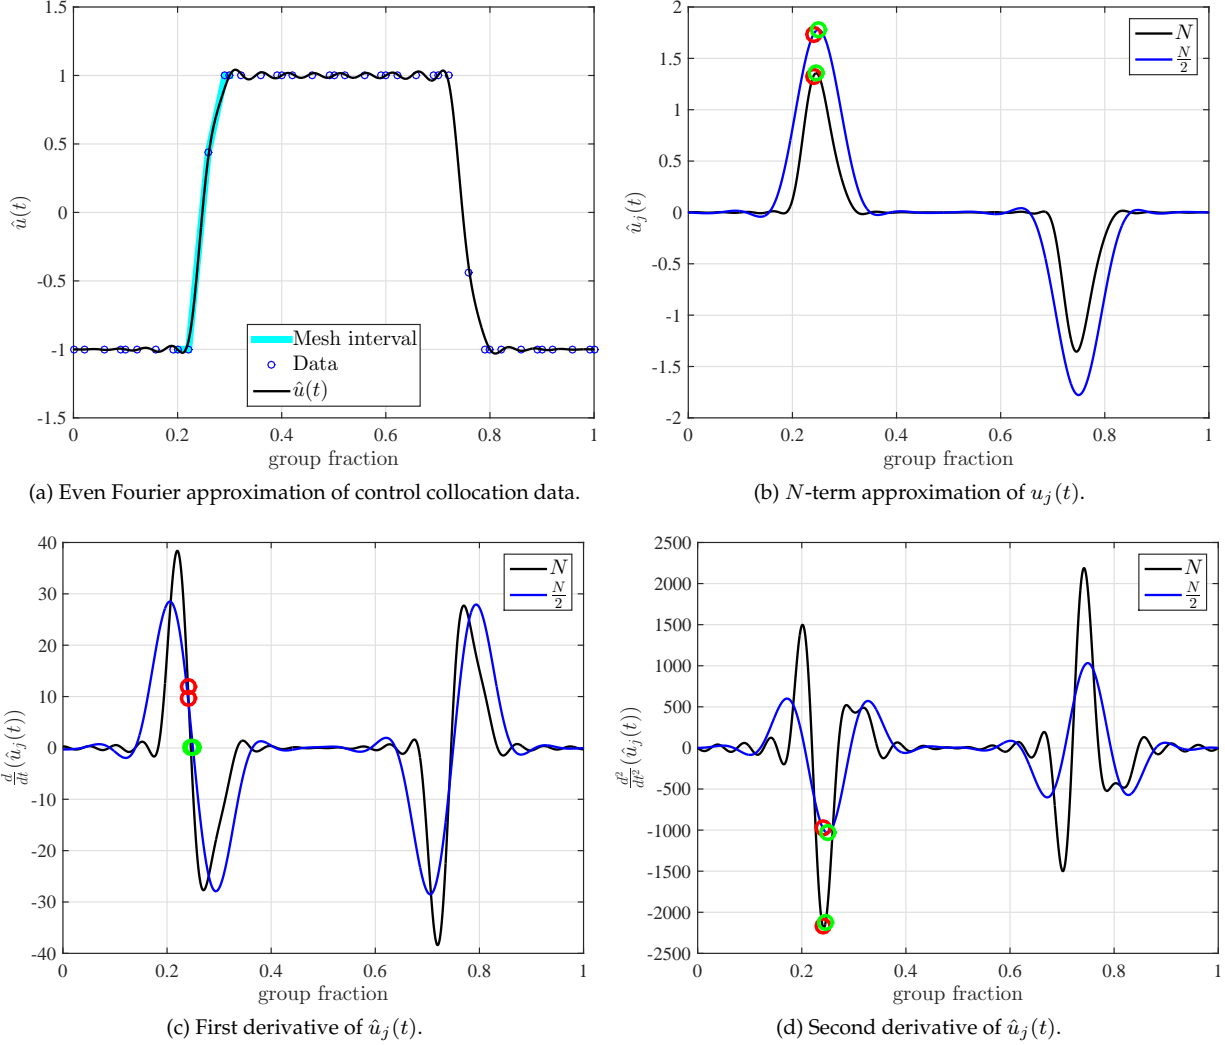 1.5
1
0.5
0
-0.5
-1
-1.5
û(t)
Mesh interval
Data
û(t)
0 0.2 0.4 0.6 0.8 1
group fraction
(a) Even Fourier approximation of control collocation data.
2
1.5
1
0.5
0
-0.5
-1
-1.5
-2
û_j(t)
N
N/2
0 0.2 0.4 0.6 0.8 1
group fraction
(b) N-term approximation of u_j(t).
40
30
20
10
0
-10
-20
-30
-40
d/dt(û_j(t))
N
N/2
0 0.2 0.4 0.6 0.8 1
group fraction
(c) First derivative of û_j(t).
2500
2000
1500
1000
500
0
-500
-1000
-1500
-2000
-2500
d²/dt²(û_j(t))
N
N/2
0 0.2 0.4 0.6 0.8 1
group fraction
(d) Second derivative of û_j(t).